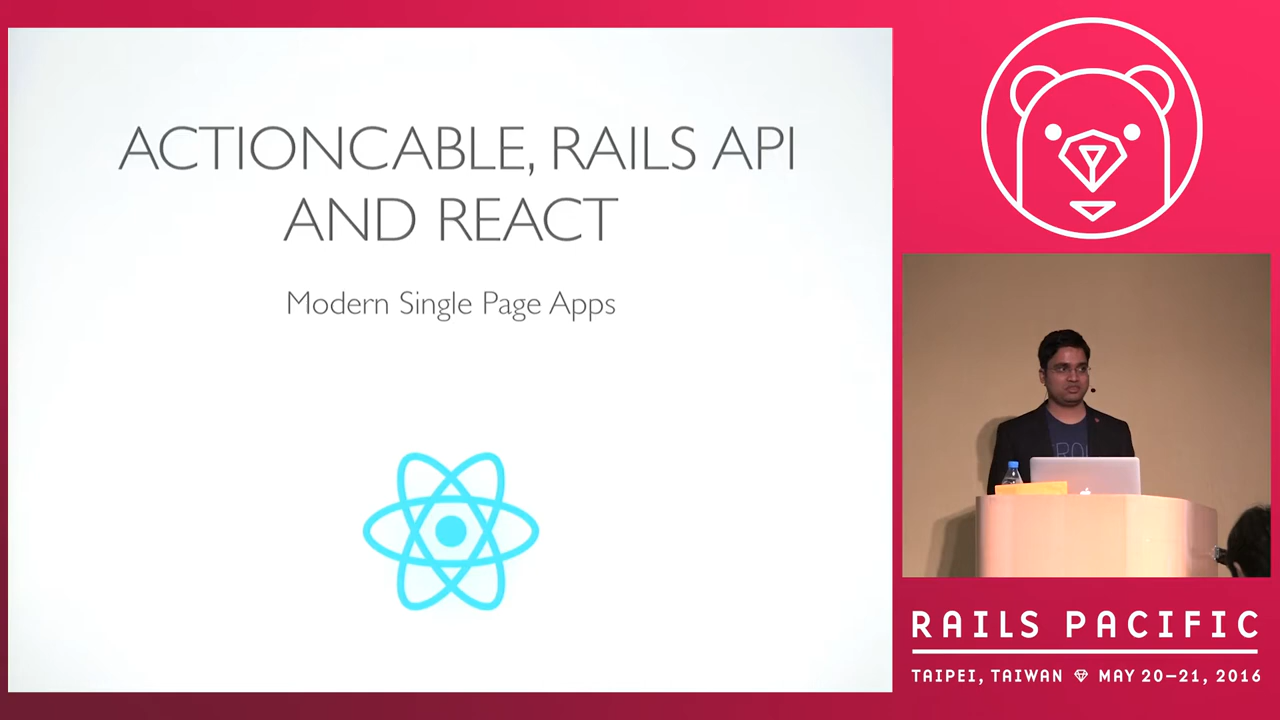 ACTIONCABLE, RAILS API
AND REACT
Modern Single Page Apps
RAILS PACIFIC
TAIPEI, TAIWAN MAY 20–21, 2016